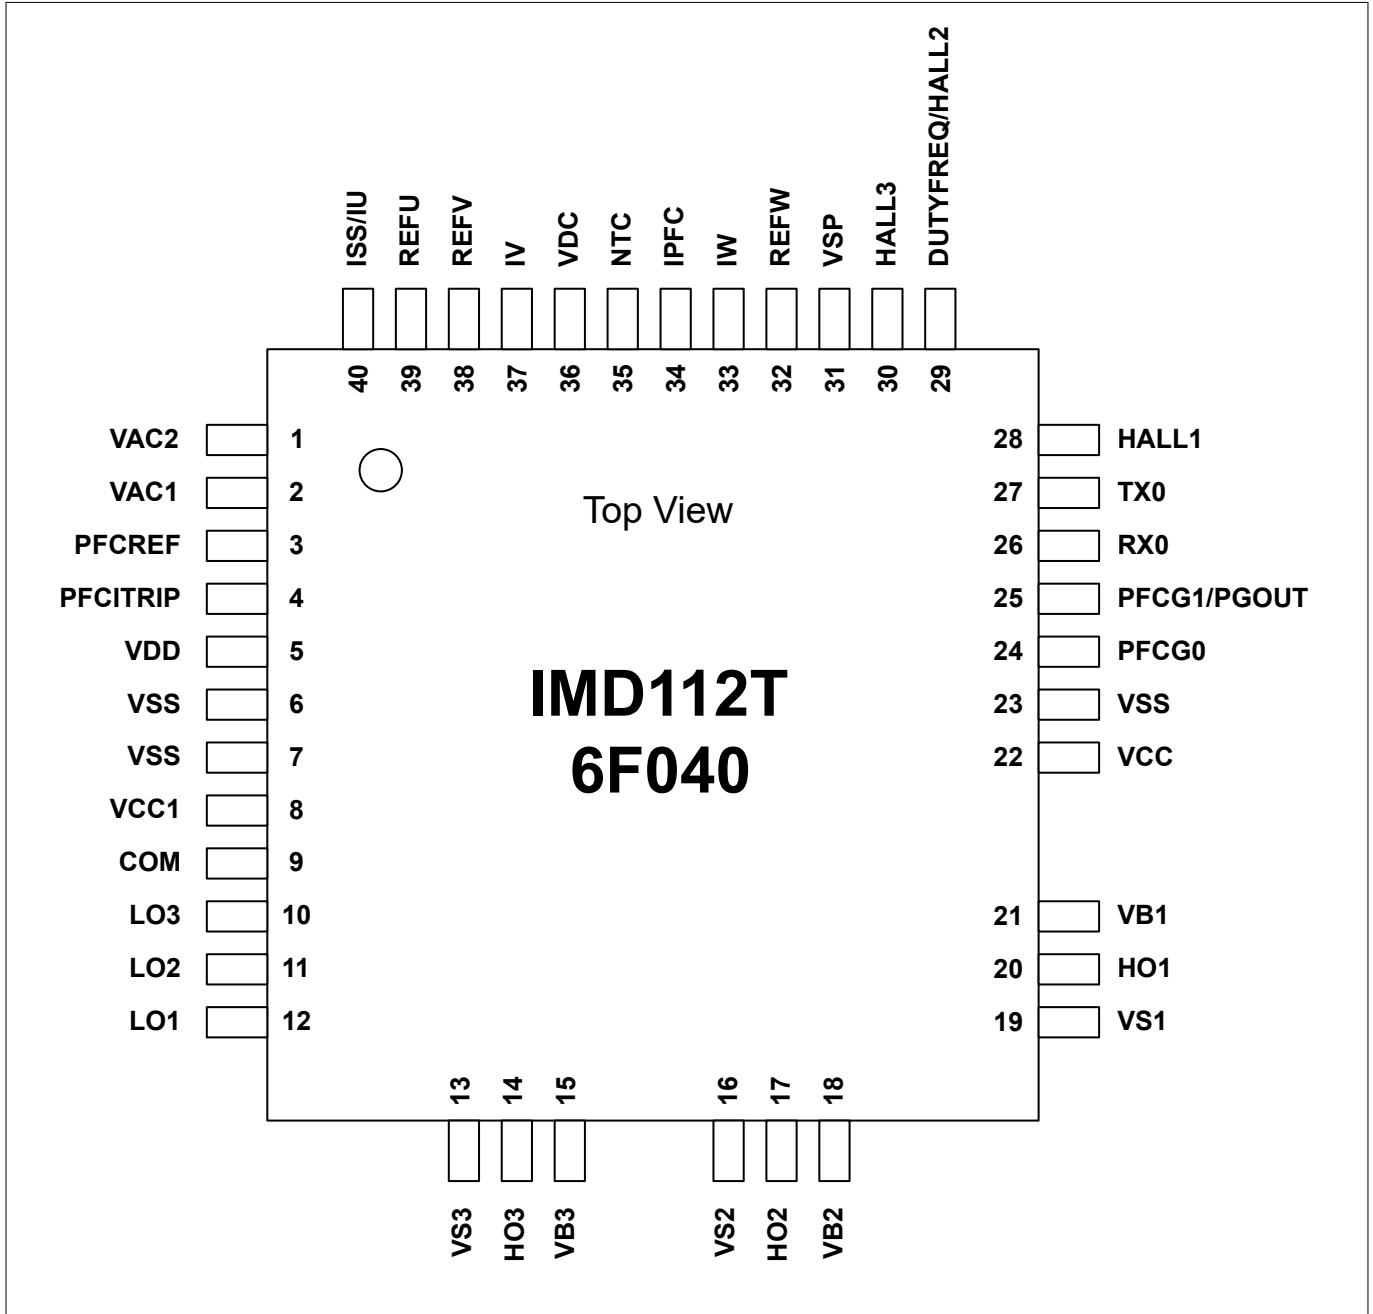 DUTYFREQ/HALL2
ISS/IU REFU REFV IV VDC NTC IPFC IW REFW VSP HALL3
40 39 38 37 36 35 34 33 32 31 30 29
VAC2 1 28 HALL1
VAC1 2 27 TX0
Top View
PFCREF 3 26 RX0
PFCITRIP 4 25 PFCG1/PGOUT
VDD 5 24 PFCG0
IMD112T
VSS 6 23 VSS
VSS 7 22 VCC
6F040
VCC1 8
COM 9
LO3 10 21 VB1
LO2 11 20 HO1
LO1 12 19 VS1
13 14 15 16 17 18
VS3 HO3 VB3 VS2 HO2 VB2